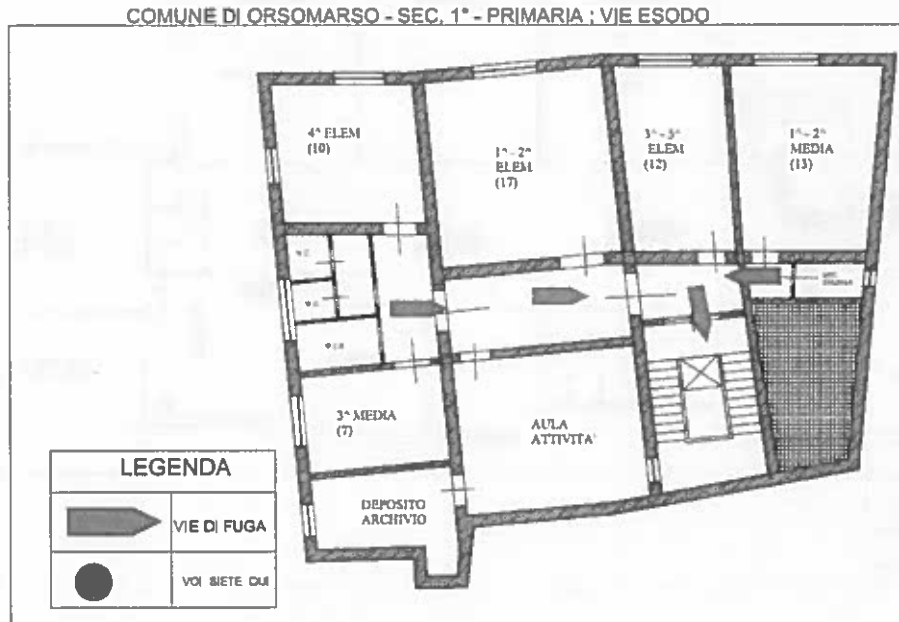 COMUNE DI ORSOMARSO - SEC. 1° - PRIMARIA ; VIE ESODO
4^ ELEM
(10)
1^ - 2^
ELEM
(17)
3^ - 5^
ELEM
(12)
1^ - 2^
MEDIA
(13)
3^ MEDIA
(7)
AULA
ATTIVITA'
DEPOSITO
ARCHIVIO
LEGENDA
VIE DI FUGA
VOI SIETE QUI